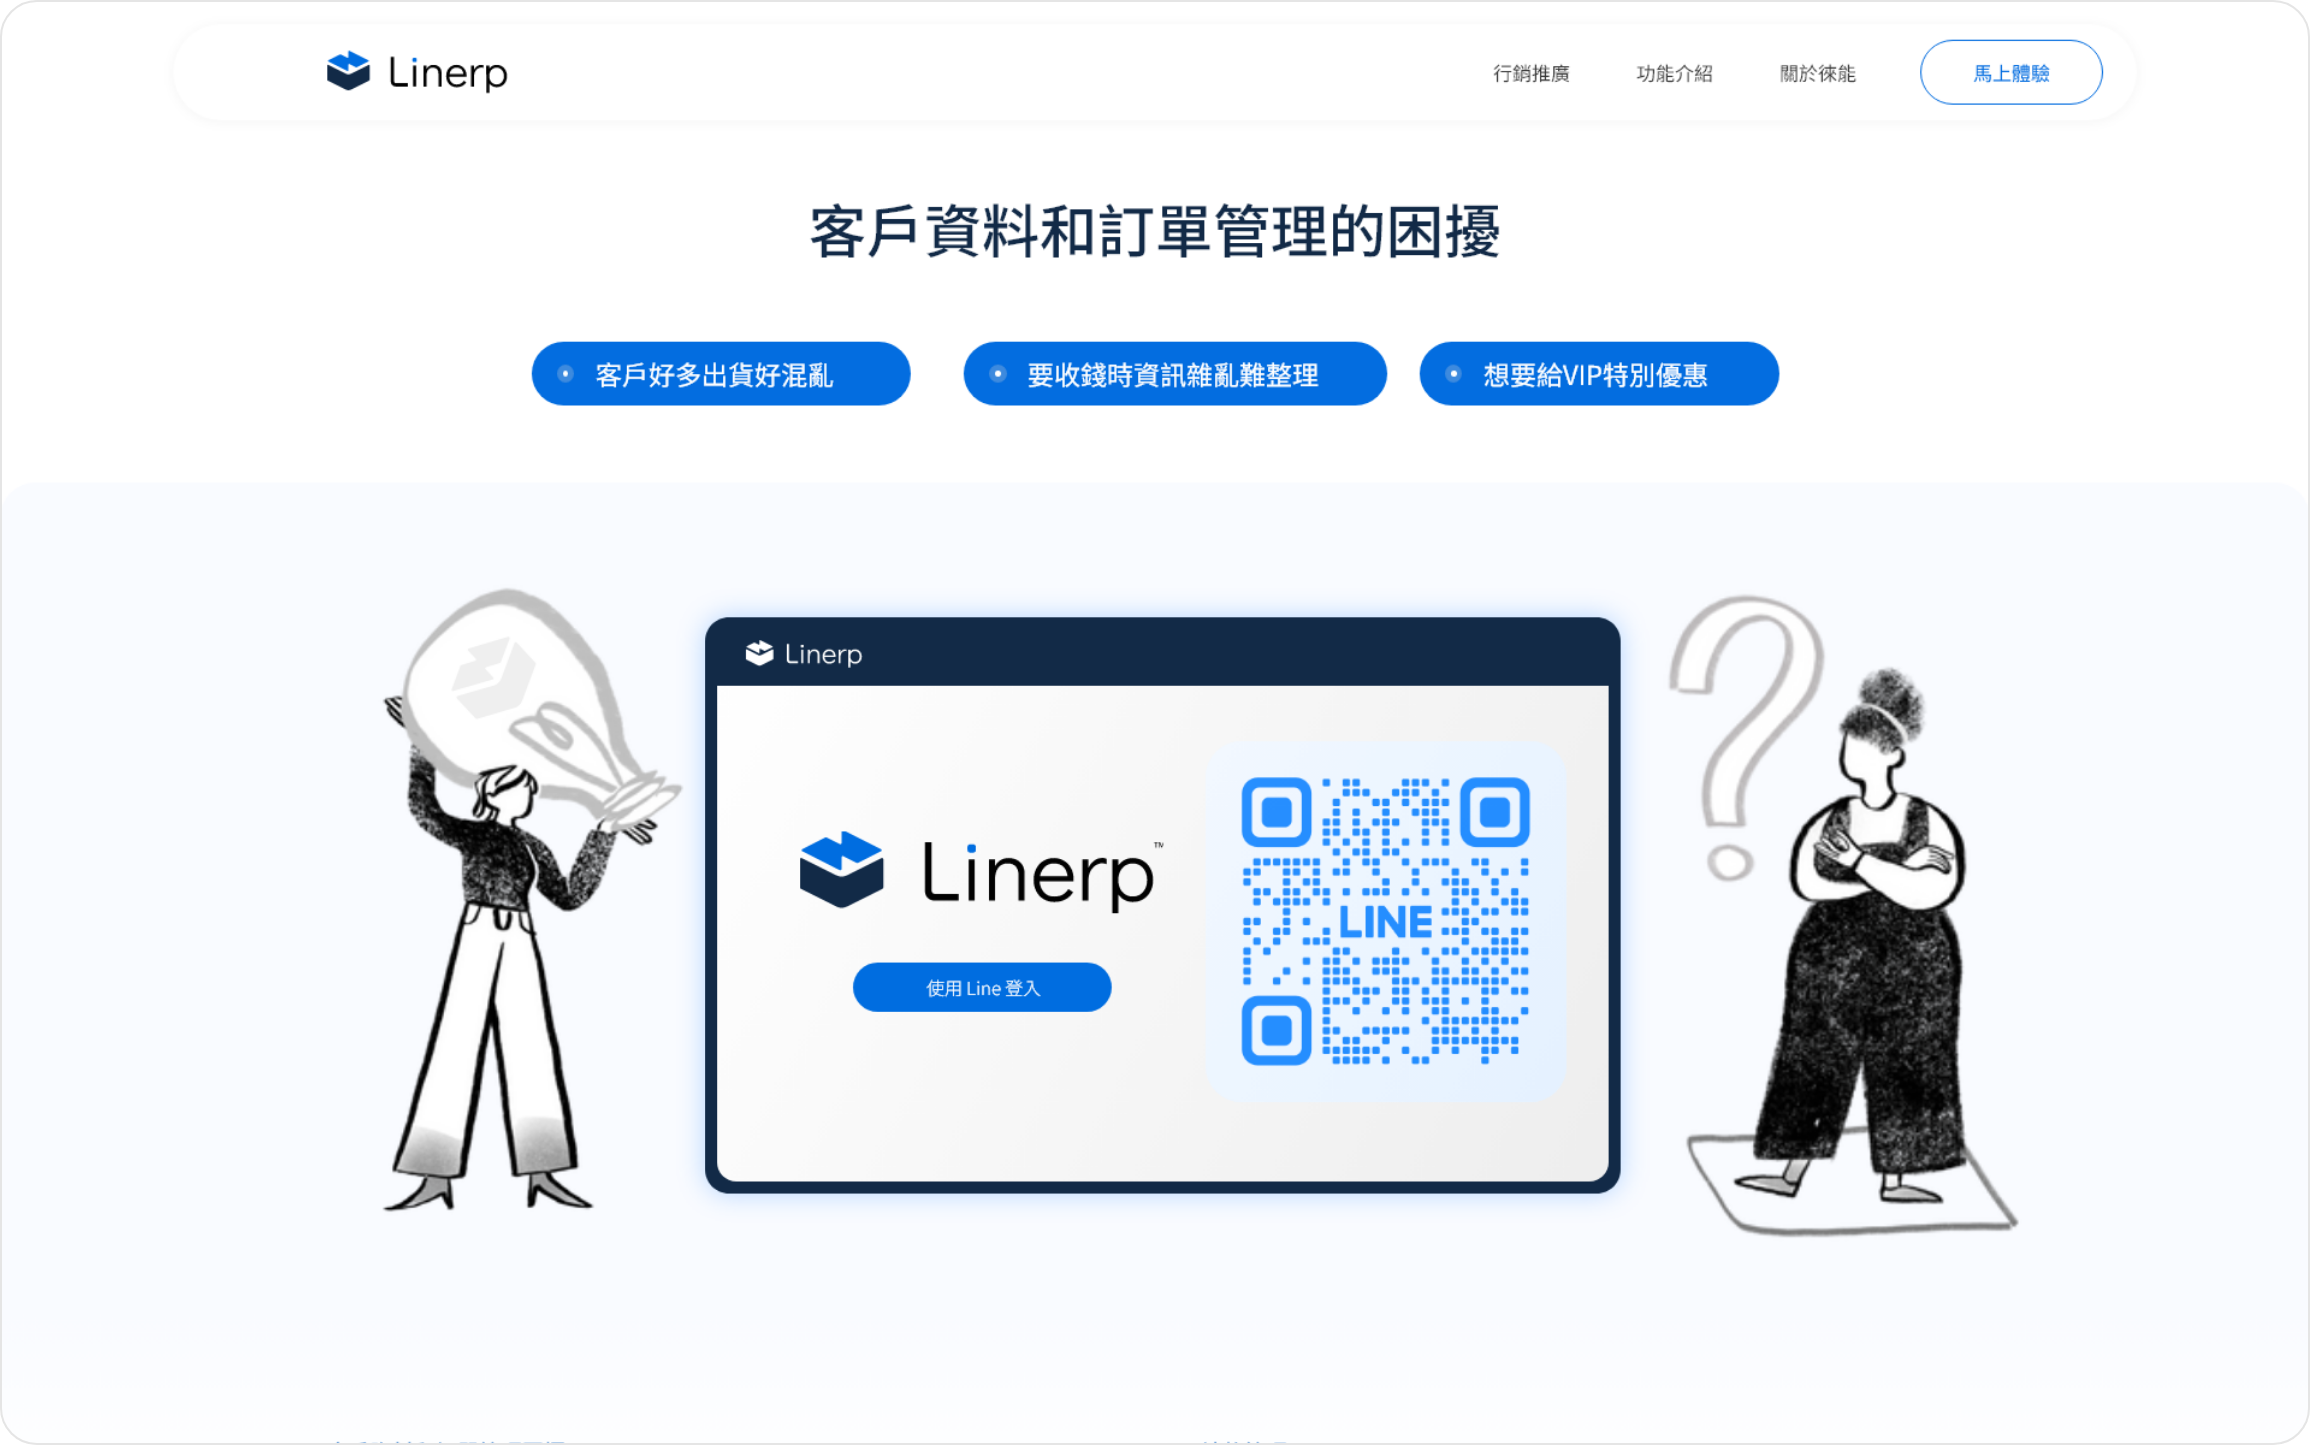 Linerp
行銷推廣
功能介紹
關於徠能
馬上體驗
客戶資料和訂單管理的困擾
客戶好多出貨好混亂
要收錢時資訊雜亂難整理
想要給VIP特別優惠
Linerp
Linerp™
使用 Line 登入
LINE